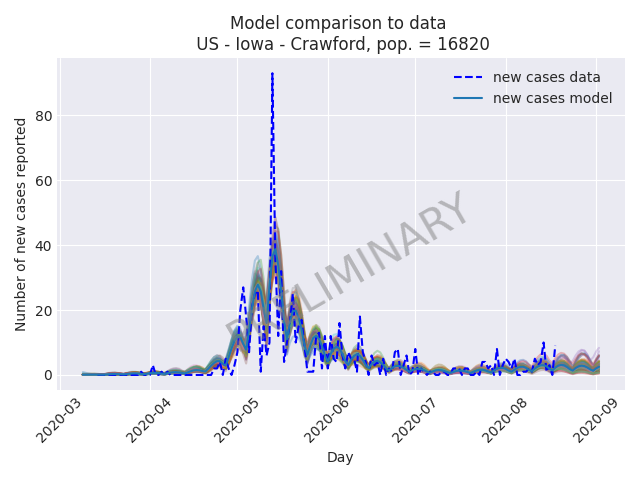 Model comparison to data
US - Iowa - Crawford, pop. = 16820
new cases data
new cases model
Number of new cases reported
80
60
40
20
0
PRELIMINARY
2020-03
2020-04
2020-05
2020-06
2020-07
2020-08
2020-09
Day